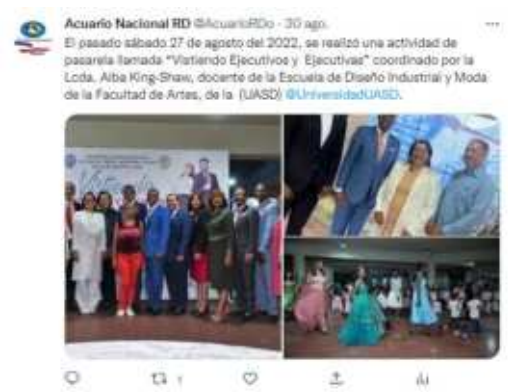 Acuario Nacional RD @AcuarioRDo · 30 ago.
El pasado sábado 27 de agosto del 2022, se realizó una actividad de
pasarela llamada "Vistiendo Ejecutivos y Ejecutivas" coordinado por la
Lcda. Alba King-Shaw, docente de la Escuela de Diseño Industrial y Moda
de la Facultad de Artes, de la (UASD) @UniversidadUASD.
1